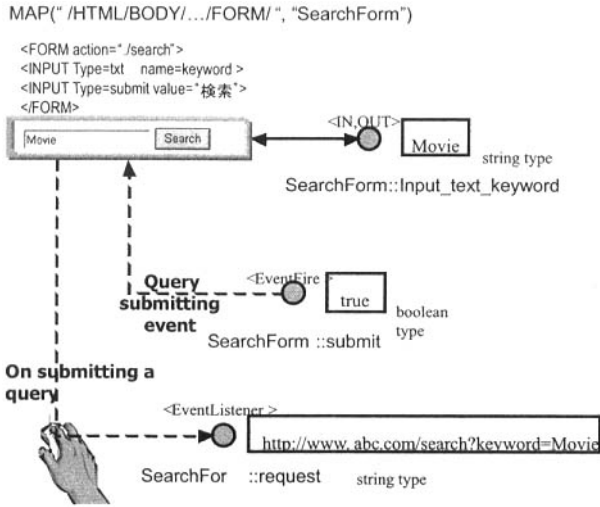 MAP(" /HTML/BODY/…/FORM/ ", "SearchForm")
<FORM action="./search">
<INPUT Type=txt name=keyword >
<INPUT Type=submit value="検索">
</FORM>
Movie Search
<IN,OUT>
Movie
string type
SearchForm::Input_text_keyword
<EventFire >
Query
submitting
event
true
boolean
type
SearchForm ::submit
On submitting a
query
<EventListener >
http://www. abc.com/search?keyword=Movie
SearchFor ::request string type